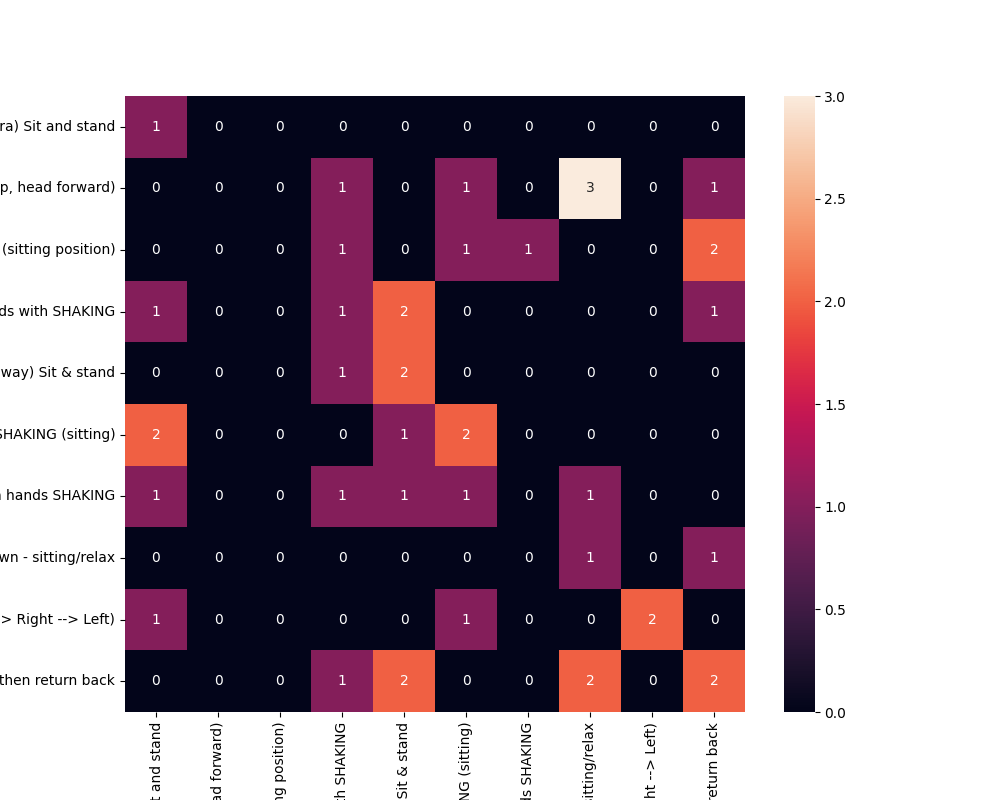 ra) Sit and stand 1 0 0 0 0 0 0 0 0 0
p, head forward) 0 0 0 1 0 1 0 3 0 1
(sitting position) 0 0 0 1 0 1 1 0 0 2
ds with SHAKING 1 0 0 1 2 0 0 0 0 1
way) Sit & stand 0 0 0 1 2 0 0 0 0 0
SHAKING (sitting) 2 0 0 0 1 2 0 0 0 0
hands SHAKING 1 0 0 1 1 1 0 1 0 0
wn - sitting/relax 0 0 0 0 0 0 0 1 0 1
> Right --> Left) 1 0 0 0 0 1 0 0 2 0
then return back 0 0 0 1 2 0 0 2 0 2
t and stand
ad forward)
ng position)
th SHAKING
Sit & stand
NG (sitting)
ds SHAKING
sitting/relax
ht --> Left)
return back
3.0
2.5
2.0
1.5
1.0
0.5
0.0